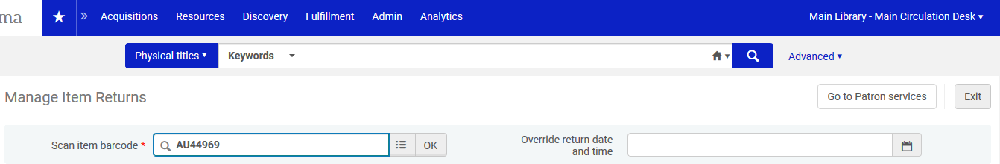 ma Acquisitions Resources Discovery Fulfillment Admin Analytics Main Library - Main Circulation Desk
Physical titles Keywords Advanced
Manage Item Returns Go to Patron services Exit
Scan item barcode * AU44969 OK Override return date
and time